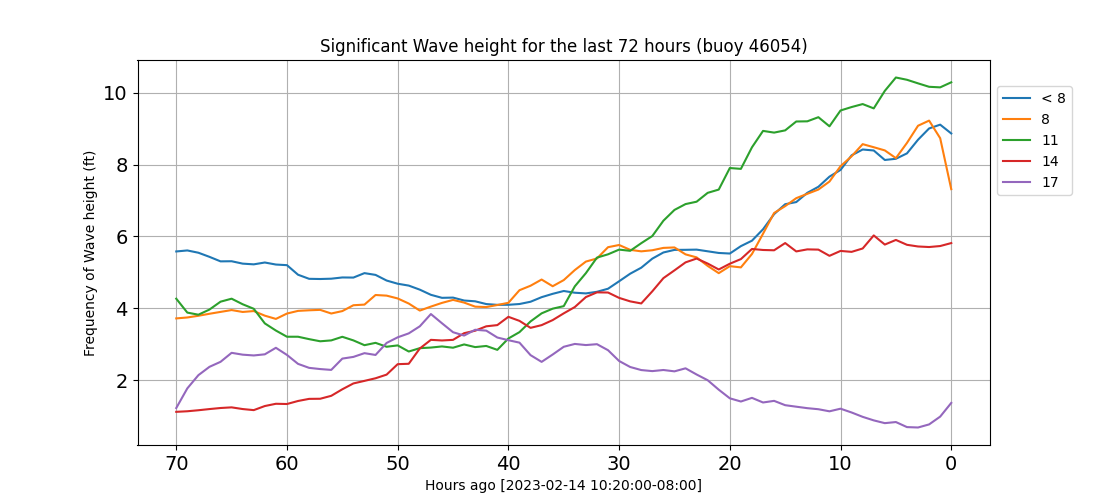 Significant Wave height for the last 72 hours (buoy 46054)
Frequency of Wave height (ft)
10
8
6
4
2
70 60 50 40 30 20 10 0
Hours ago [2023-02-14 10:20:00-08:00]
< 8
8
11
14
17